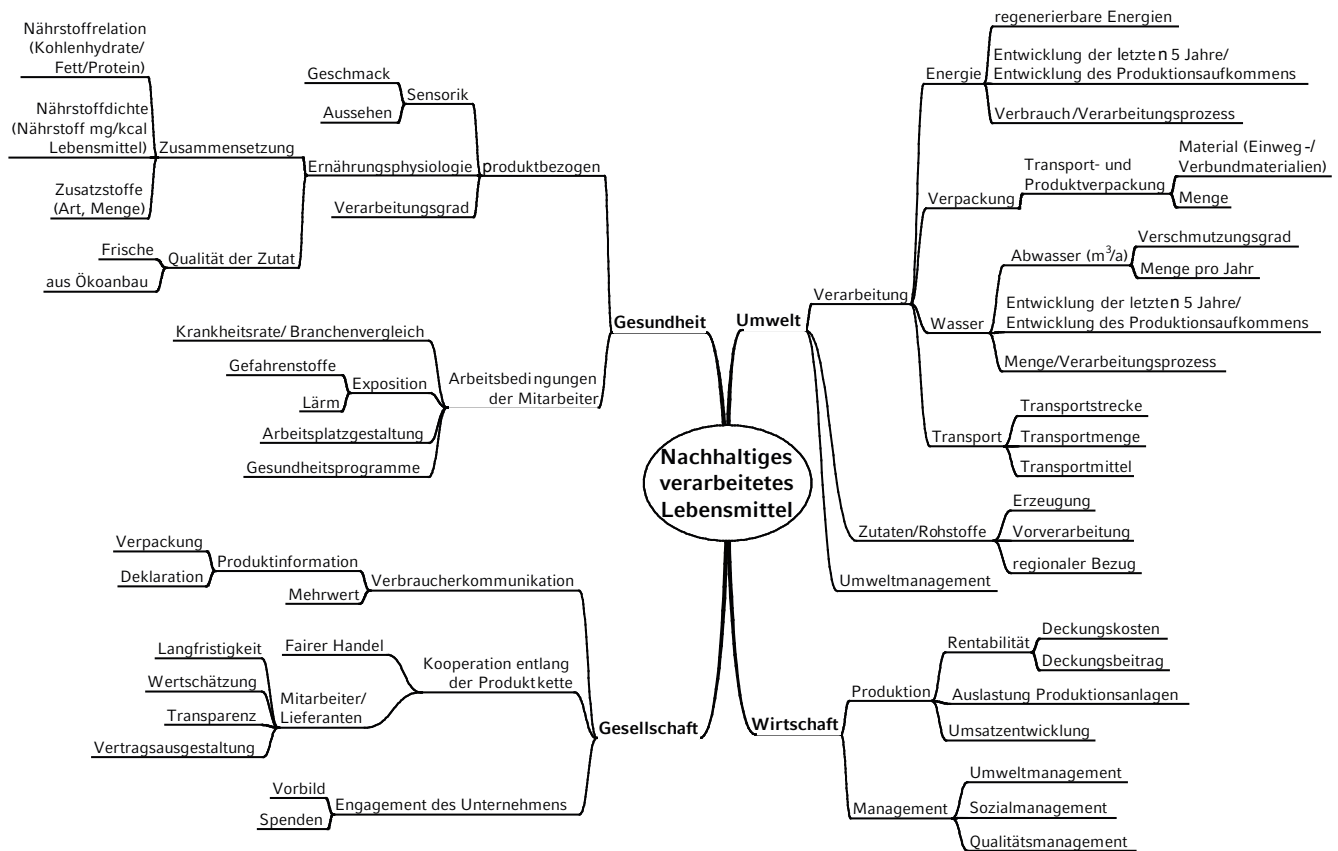 Nachhaltiges
verarbeitetes
Lebensmittel
Gesundheit
produktbezogen
Sensorik
Geschmack
Aussehen
Ernährungsphysiologie
Zusammensetzung
Nährstoffrelation
(Kohlenhydrate/
Fett/Protein)
Nährstoffdichte
(Nährstoff mg/kcal
Lebensmittel)
Zusatzstoffe
(Art, Menge)
Qualität der Zutat
Frische
aus Ökoanbau
Verarbeitungsgrad
Arbeitsbedingungen
der Mitarbeiter
Krankheitsrate/ Branchenvergleich
Exposition
Gefahrenstoffe
Lärm
Arbeitsplatzgestaltung
Gesundheitsprogramme
Umwelt
Verarbeitung
Energie
regenerierbare Energien
Entwicklung der letzten 5 Jahre/
Entwicklung des Produktionsaufkommens
Verbrauch/Verarbeitungsprozess
Verpackung
Transport- und
Produktverpackung
Material (Einweg-/
Verbundmaterialien)
Menge
Wasser
Abwasser (m³/a)
Verschmutzungsgrad
Menge pro Jahr
Entwicklung der letzten 5 Jahre/
Entwicklung des Produktionsaufkommens
Menge/Verarbeitungsprozess
Transport
Transportstrecke
Transportmenge
Transportmittel
Zutaten/Rohstoffe
Erzeugung
Vorverarbeitung
regionaler Bezug
Umweltmanagement
Gesellschaft
Verbraucherkommunikation
Produktinformation
Verpackung
Deklaration
Mehrwert
Kooperation entlang
der Produktkette
Fairer Handel
Mitarbeiter/
Lieferanten
Langfristigkeit
Wertschätzung
Transparenz
Vertragsausgestaltung
Engagement des Unternehmens
Vorbild
Spenden
Wirtschaft
Produktion
Rentabilität
Deckungskosten
Deckungsbeitrag
Auslastung Produktionsanlagen
Umsatzentwicklung
Management
Umweltmanagement
Sozialmanagement
Qualitätsmanagement